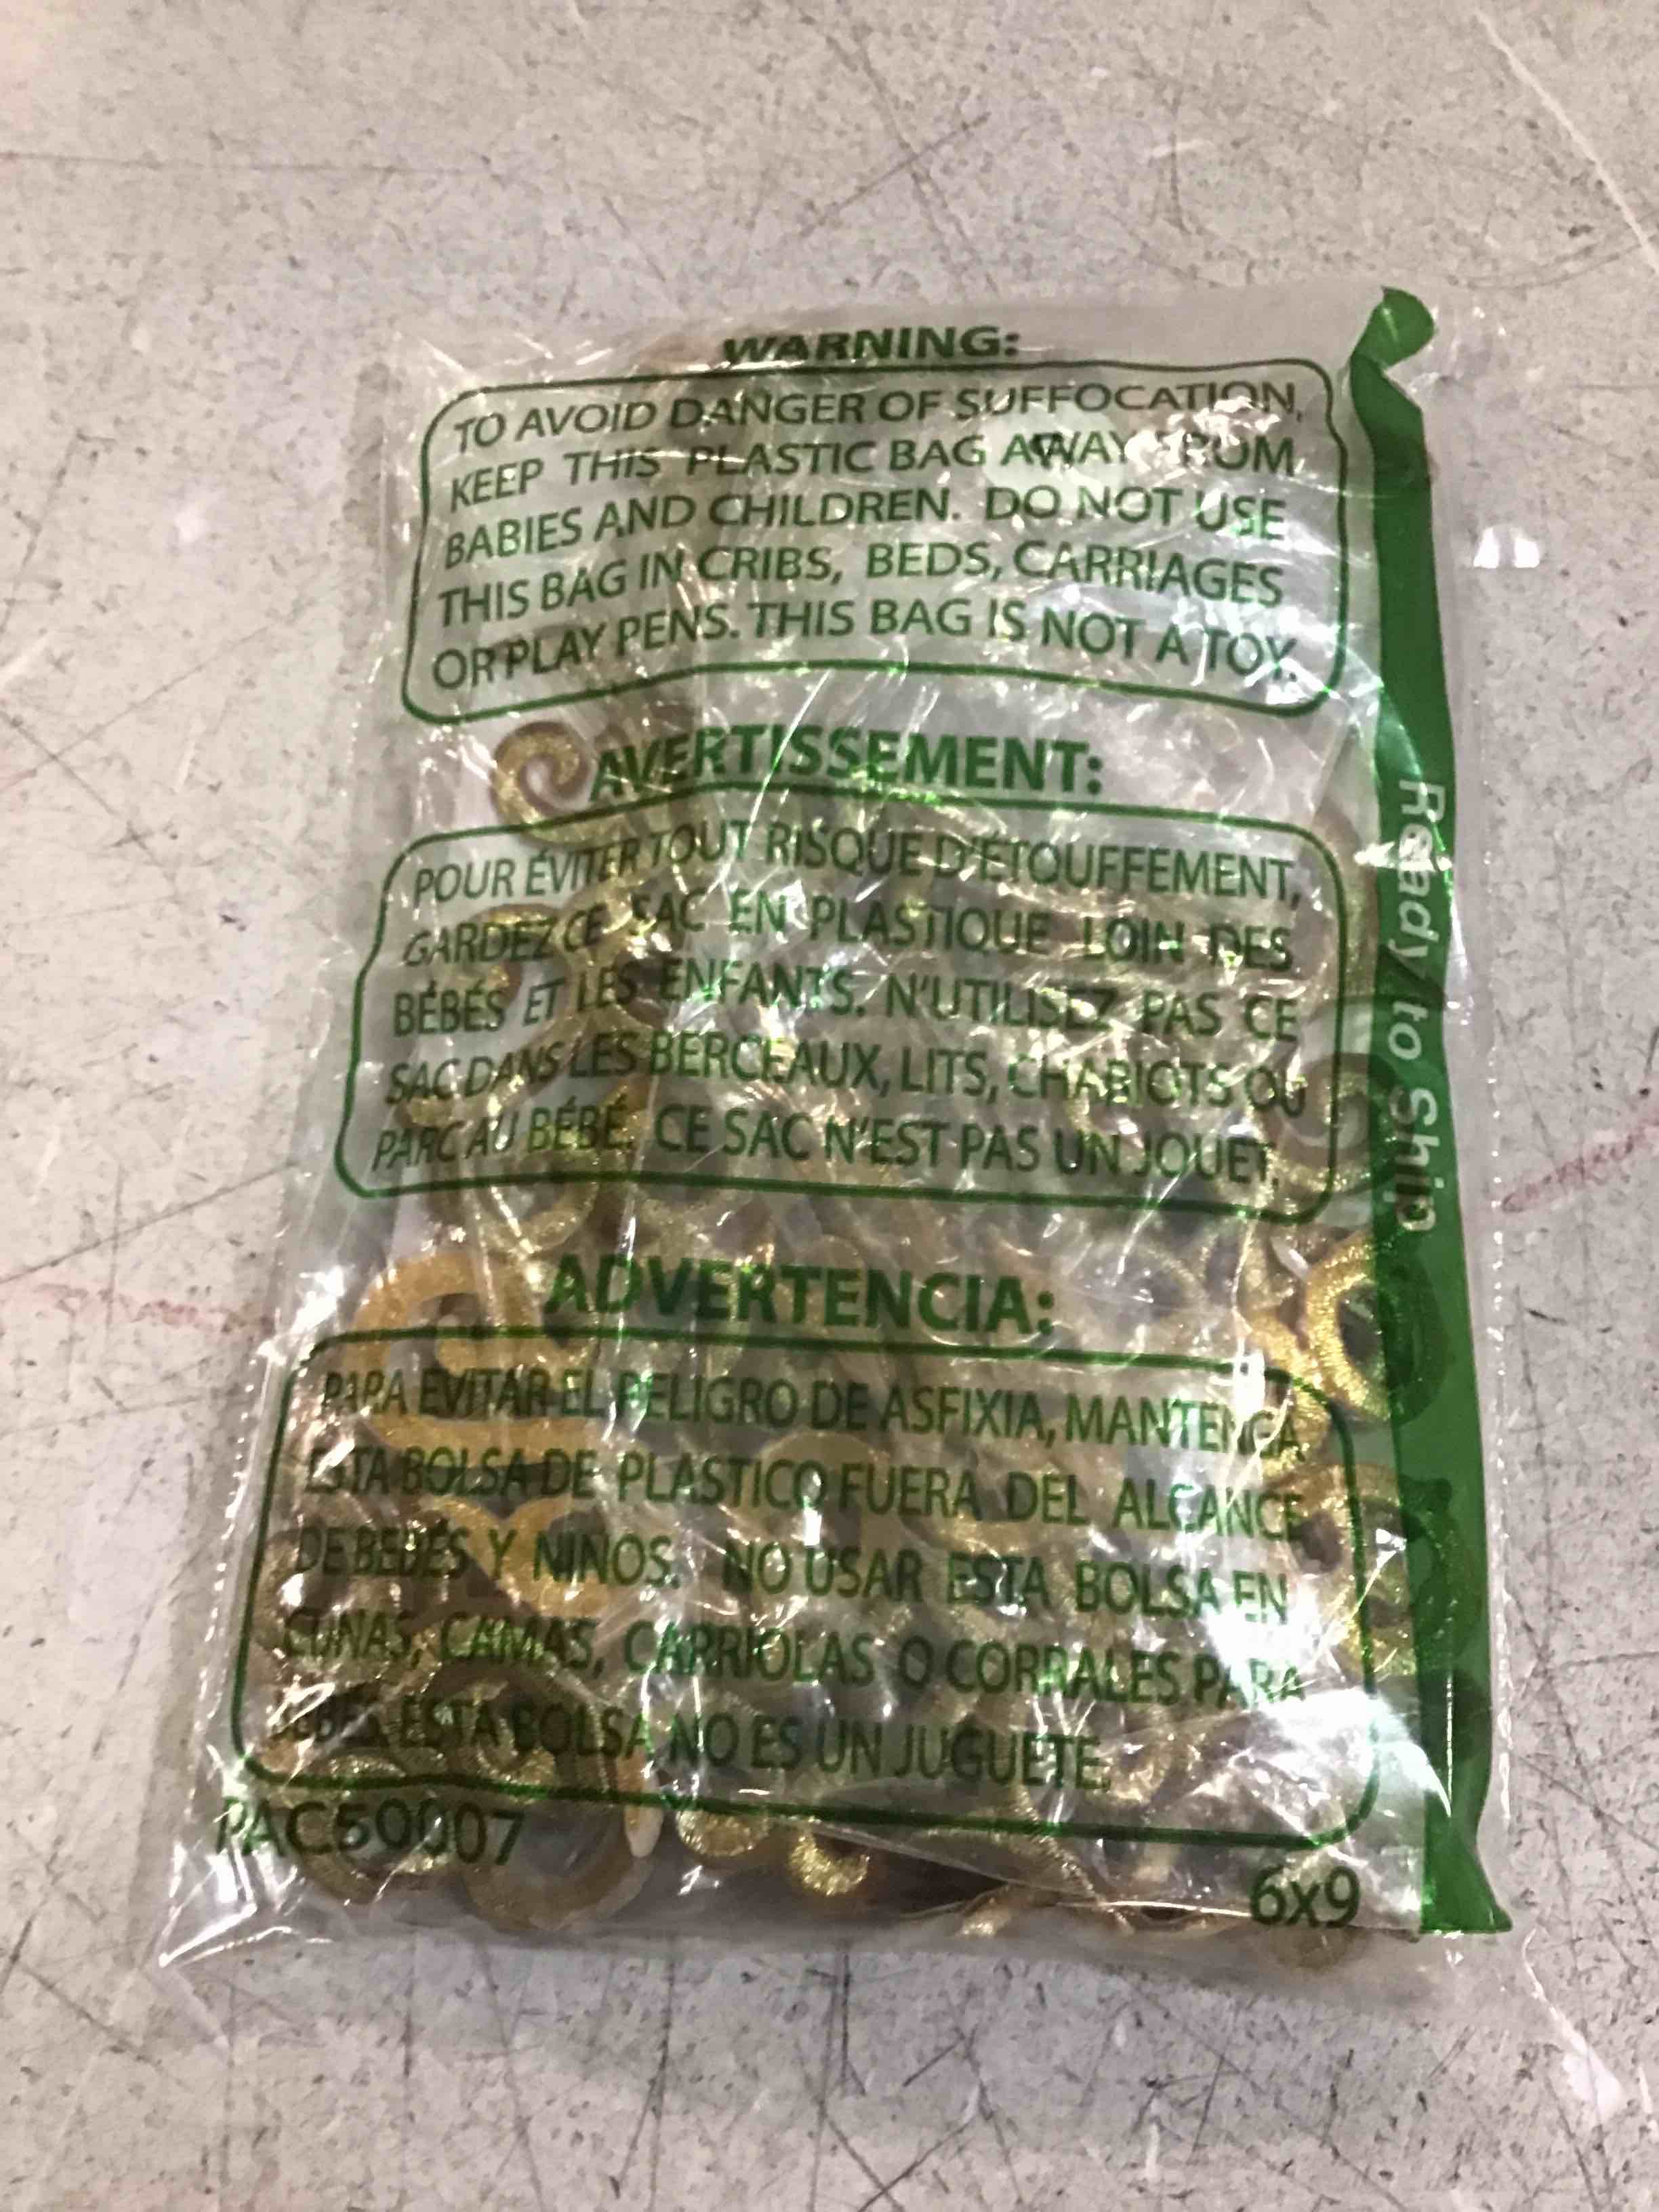 WARNING:
TO AVOID DANGER OF SUFFOCATION,
KEEP THIS PLASTIC BAG AWAY FROM
BABIES AND CHILDREN. DO NOT USE
THIS BAG IN CRIBS, BEDS, CARRIAGES
OR PLAY PENS. THIS BAG IS NOT A TOY.
AVERTISSEMENT:
POUR ÉVITER TOUT RISQUE D'ÉTOUFFEMENT,
GARDEZ CE SAC EN PLASTIQUE LOIN DES
BÉBÉS ET LES ENFANTS. N'UTILISEZ PAS CE
SAC DANS LES BERCEAUX, LITS, CHARIOTS OU
PARC AU BÉBÉ. CE SAC N'EST PAS UN JOUET.
ADVERTENCIA:
PARA EVITAR EL PELIGRO DE ASFIXIA, MANTENGA
ESTA BOLSA DE PLASTICO FUERA DEL ALCANCE
DE BEBÉS Y NINOS. NO USAR ESTA BOLSA EN
CUNAS, CAMAS, CARRIOLAS O CORRALES PARA
ESTA BOLSA NO ES UN JUGUETE.
PAC50007
6x9
Ready to Ship